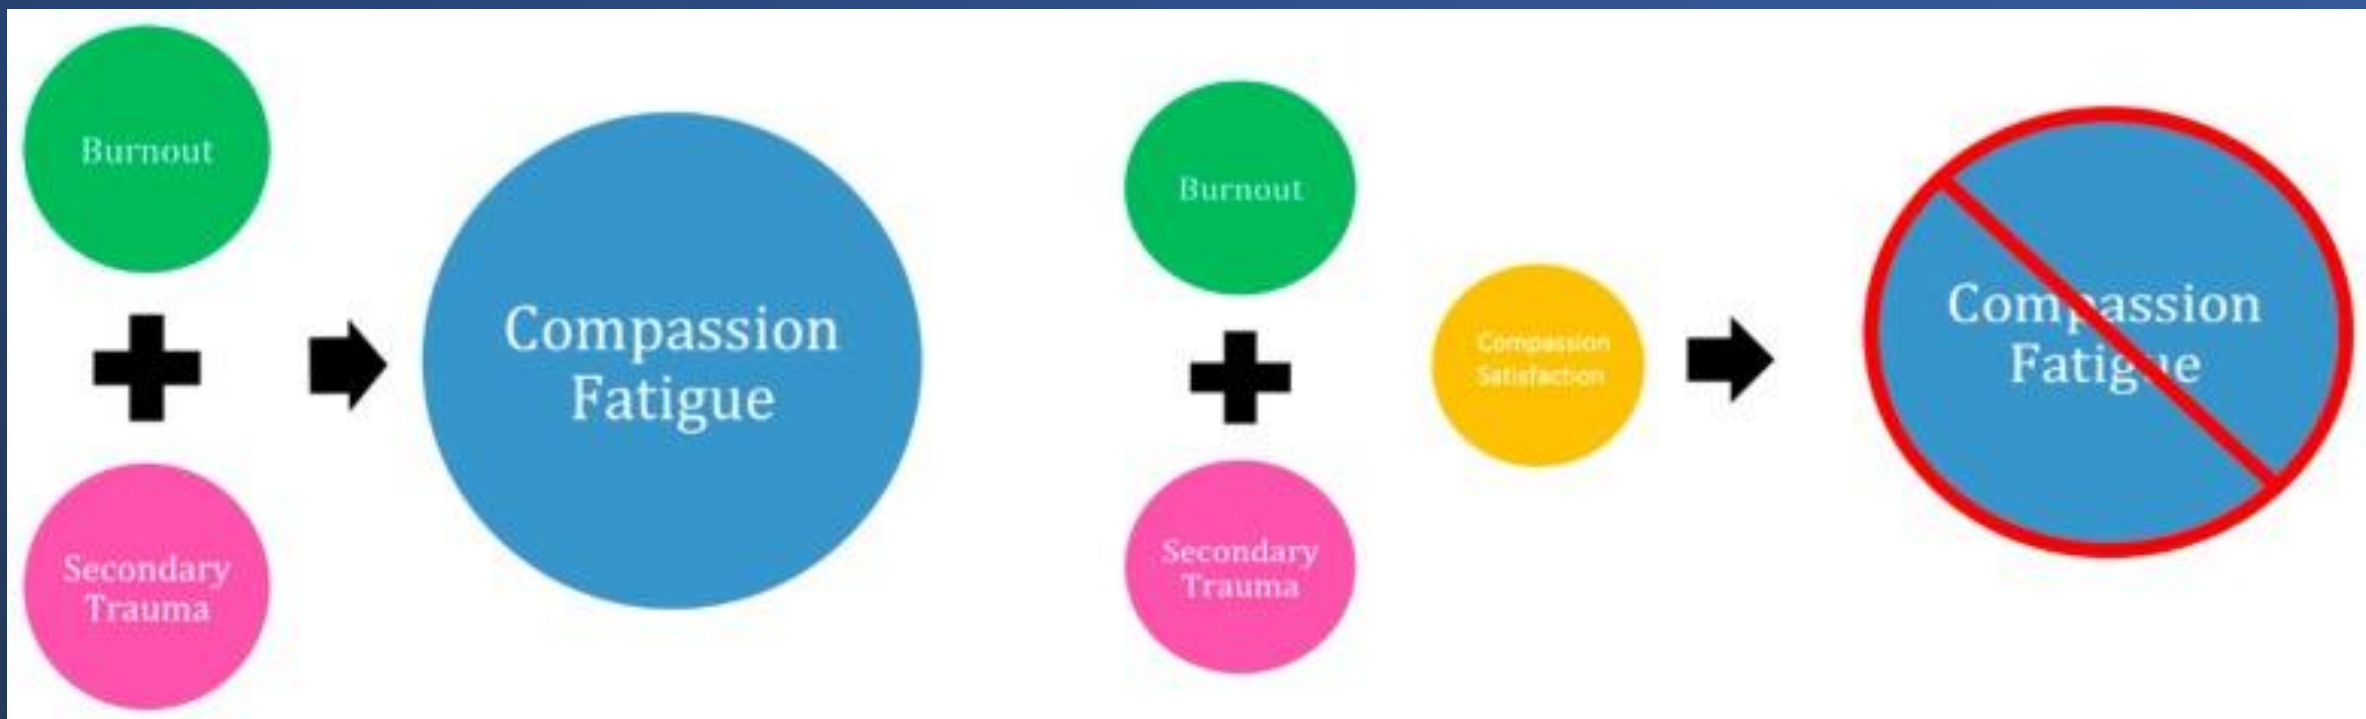 Burnout
Secondary
Trauma
Compassion
Fatigue
Burnout
Secondary
Trauma
Compassion
Satisfaction
Compassion
Fatigue